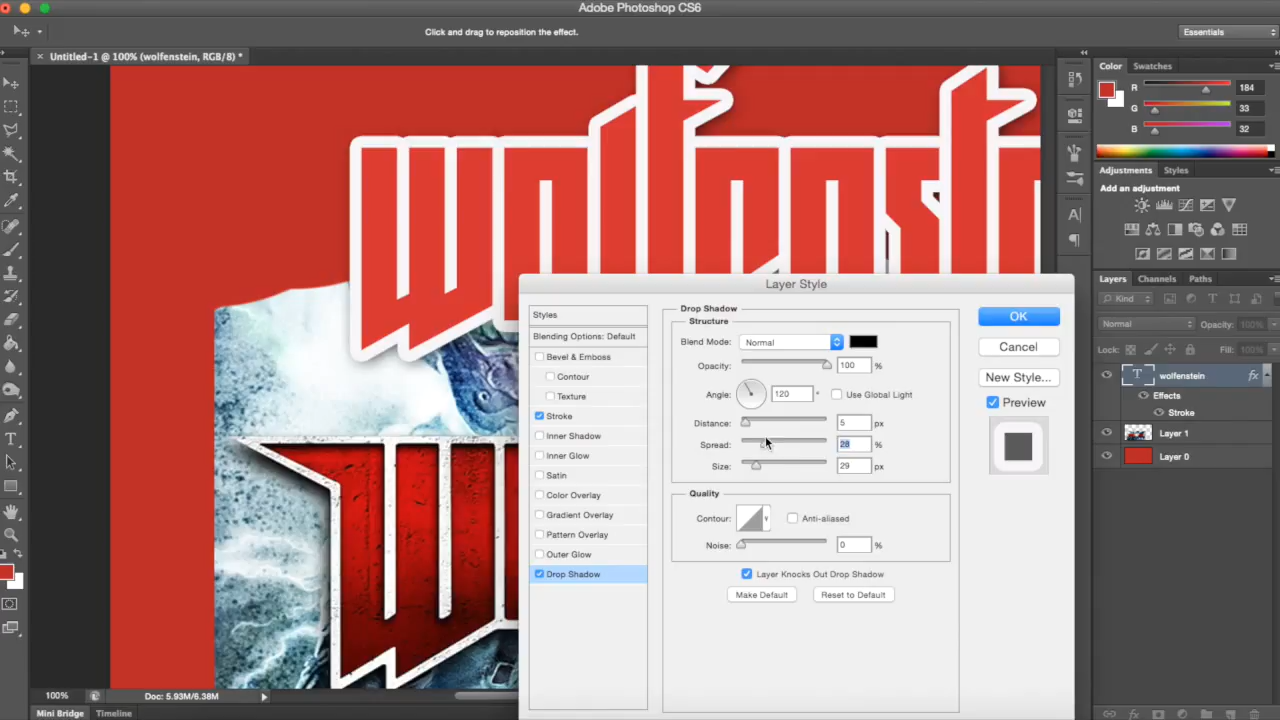 Adobe Photoshop CS6
Click and drag to reposition the effect.
Essentials
× Untitled-1 @ 100% (wolfenstein, RGB/8) *
Color Swatches
R 184
G 33
B 32
Adjustments Styles
Add an adjustment
Layers Channels Paths
Kind
Normal Opacity: 100%
Lock: Fill: 100%
T wolfenstein fx
Effects
Stroke
Layer 1
Layer 0
Layer Style
Styles
Blending Options: Default
Bevel & Emboss
Contour
Texture
Stroke
Inner Shadow
Inner Glow
Satin
Color Overlay
Gradient Overlay
Pattern Overlay
Outer Glow
Drop Shadow
Drop Shadow
Structure
Blend Mode: Normal
Opacity: 100 %
Angle: 120 ° Use Global Light
Distance: 5 px
Spread: 28 %
Size: 29 px
Quality
Contour: Anti-aliased
Noise: 0 %
Layer Knocks Out Drop Shadow
Make Default Reset to Default
OK
Cancel
New Style...
Preview
100% Doc: 5.93M/6.38M
Mini Bridge Timeline